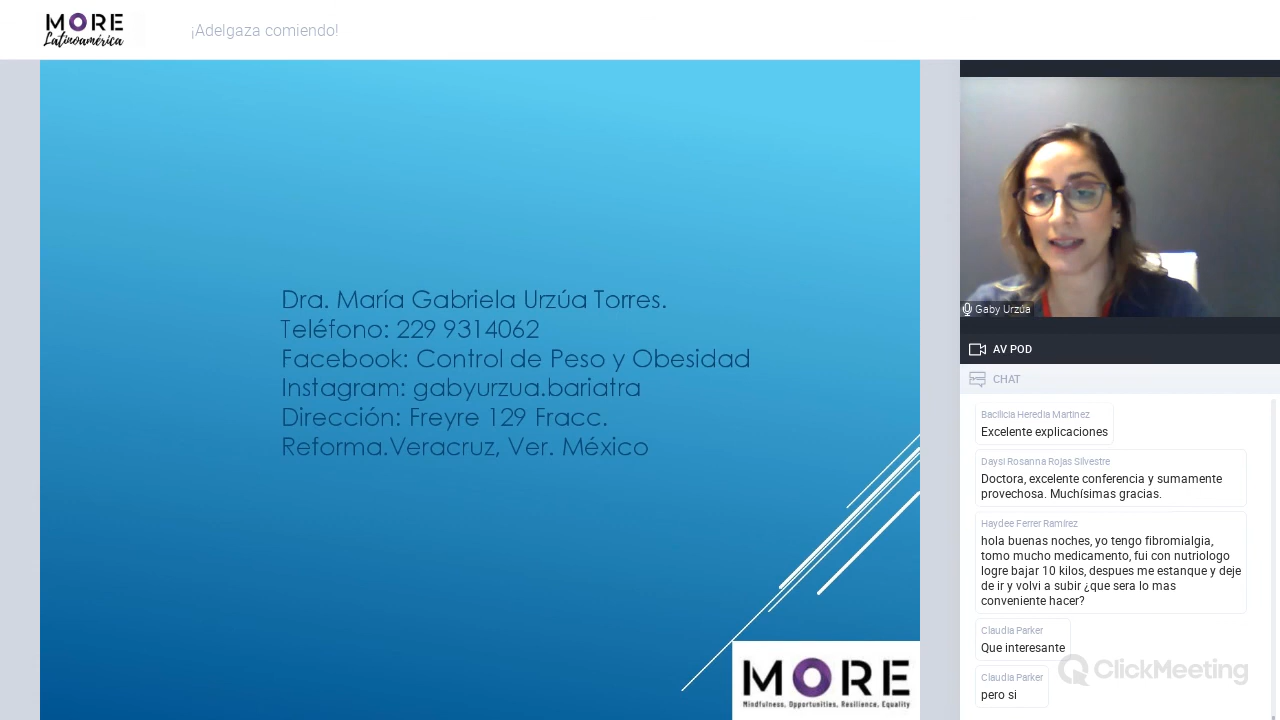 MORE
Latinoamérica
¡Adelgaza comiendo!
Dra. María Gabriela Urzúa Torres.
Teléfono: 229 9314062
Facebook: Control de Peso y Obesidad
Instagram: gabyurzua.bariatra
Dirección: Freyre 129 Fracc.
Reforma.Veracruz, Ver. México
MORE
Mindfulness, Opportunities, Resilience, Equality
Gaby Urzúa
AV POD
CHAT
Bacilicia Heredia Martinez
Excelente explicaciones
Daysi Rosanna Rojas Silvestre
Doctora, excelente conferencia y sumamente
provechosa. Muchísimas gracias.
Haydee Ferrer Ramírez
hola buenas noches, yo tengo fibromialgia,
tomo mucho medicamento, fui con nutriologo
logre bajar 10 kilos, despues me estanque y deje
de ir y volvi a subir ¿que sera lo mas
conveniente hacer?
Claudia Parker
Que interesante
Claudia Parker
pero si
ClickMeeting